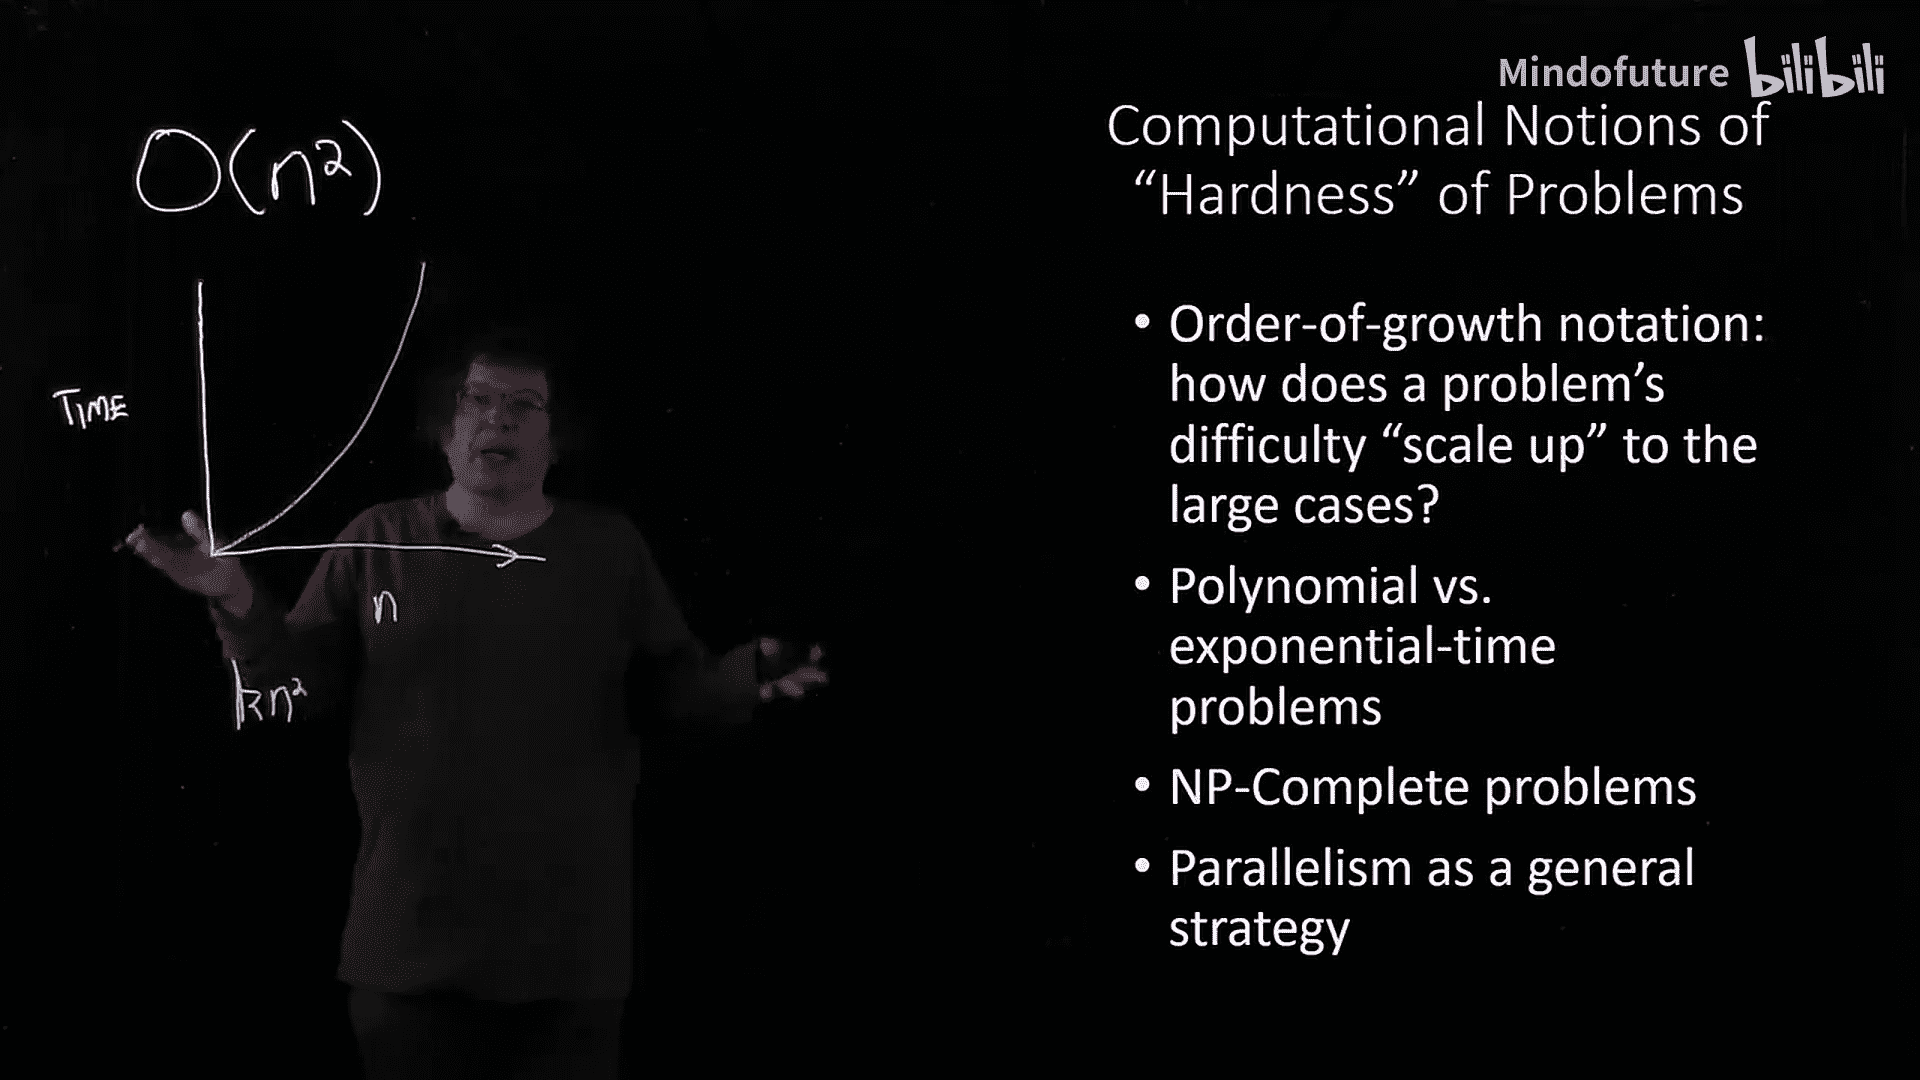 Mindofuture bilibili
Computational Notions of
“Hardness” of Problems
O(n²)
TIME
n
kn²
• Order-of-growth notation:
how does a problem’s
difficulty “scale up” to the
large cases?
• Polynomial vs.
exponential-time
problems
• NP-Complete problems
• Parallelism as a general
strategy